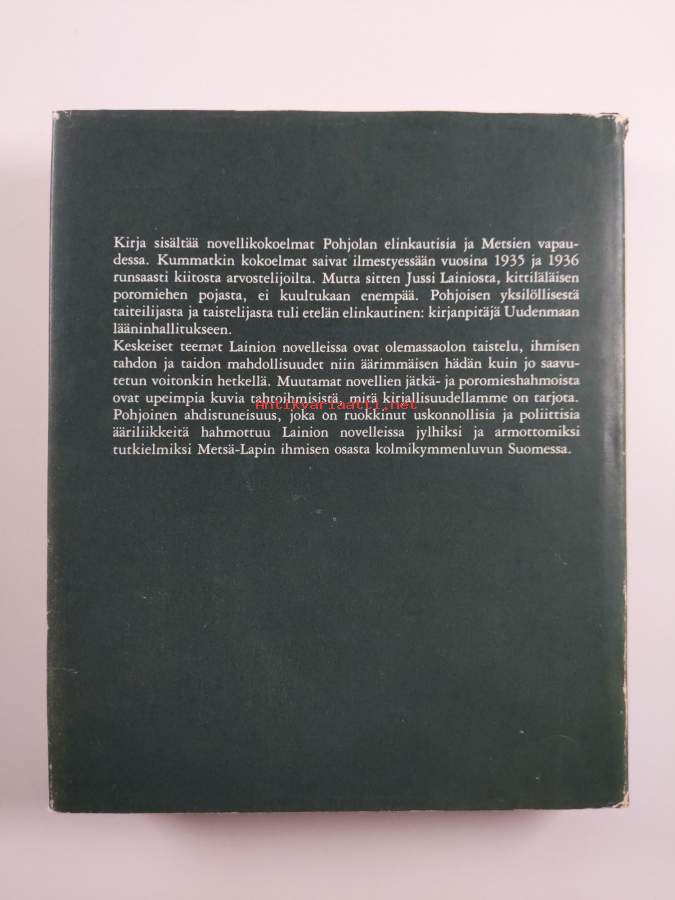 Kirja sisältää novellikokoelmat Pohjolan elinkautisia ja Metsien vapau-
dessa. Kummatkin kokoelmat saivat ilmestyessään vuosina 1935 ja 1936
runsaasti kiitosta arvostelijoilta. Mutta sitten Jussi Lainiosta, kittiläläisen
poromiehen pojasta, ei kuultukaan enempää. Pohjoisen yksilöllisestä
taiteilijasta ja taistelijasta tuli etelän elinkautinen: kirjanpitäjä Uudenmaan
lääninhallitukseen.
Keskeiset teemat Lainion novelleissa ovat olemassaolon taistelu, ihmisen
tahdon ja taidon mahdollisuudet niin äärimmäisen hädän kuin jo saavu-
tetun voitonkin hetkellä. Muutamat novellien jätkä- ja poromieshahmoista
ovat upeimpia kuvia tahtoihmisistä, mitä kirjallisuudellamme on tarjota.
Antikvariaatit.net
Pohjoinen ahdistuneisuus, joka on ruokkinut uskonnollisia ja poliittisia
ääriliikkeitä hahmottuu Lainion novelleissa jylhiksi ja armottomiksi
tutkielmiksi Metsä-Lapin ihmisen osasta kolmikymmenluvun Suomessa.